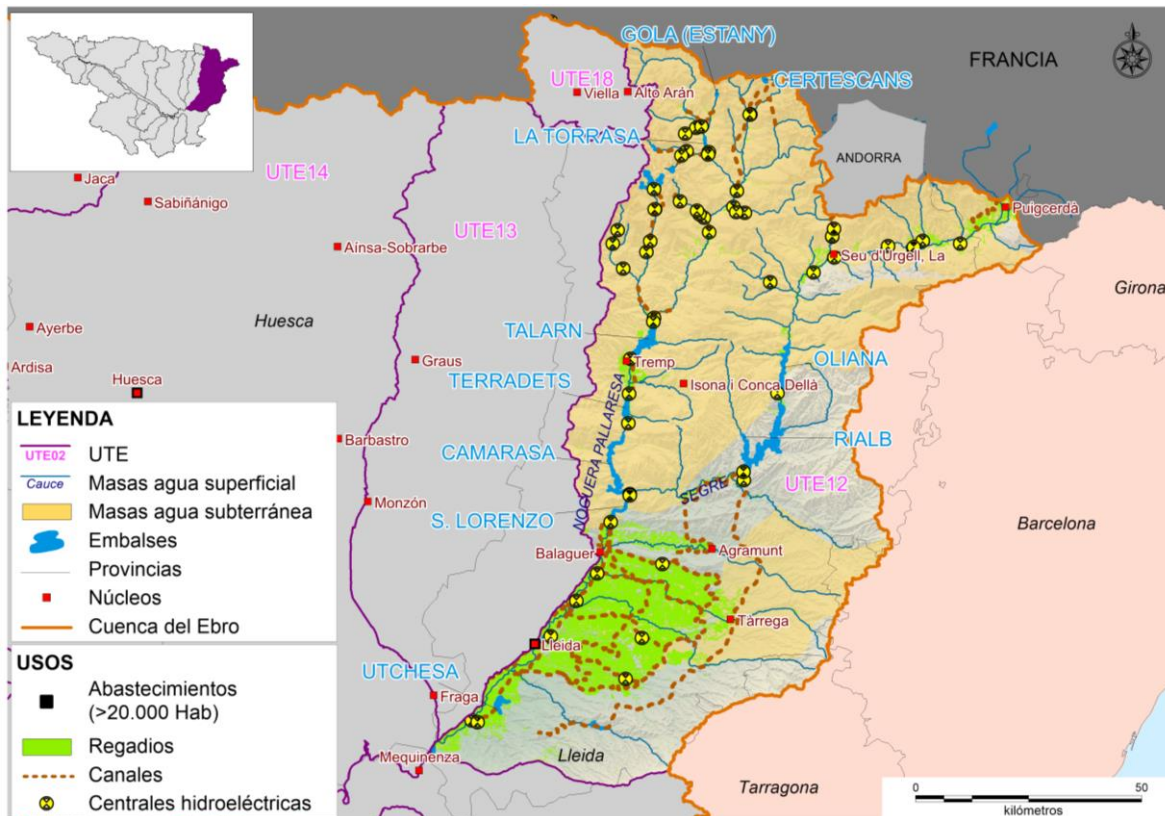 GOLA (ESTANY)
FRANCIA
UTE18
Viella
Alto Arán
CERTESCANS
LA TORRASA
ANDORRA
UTE14
Jaca
Sabiñánigo
UTE13
Puigcerdá
Aínsa-Sobrarbe
Seu d'Urgell, La
Girona
Ayerbe
Huesca
TALARN
OLIANA
Ardisa
Graus
Tremp
Huesca
TERRADETS
Isona i Conca Dellà
NOGUERA PALLARESA
Barbastro
CAMARASA
RIALB
Monzón
SEGRE
UTE12
S. LORENZO
Barcelona
Balaguer
Agramunt
Tàrrega
Lleida
UTCHESA
Fraga
Mequinenza
Lleida
Tarragona
LEYENDA
UTE02 UTE
Cauce Masas agua superficial
Masas agua subterránea
Embalses
Provincias
Núcleos
Cuenca del Ebro
USOS
Abastecimientos
(>20.000 Hab)
Regadios
Canales
Centrales hidroeléctricas
0 50
kilómetros